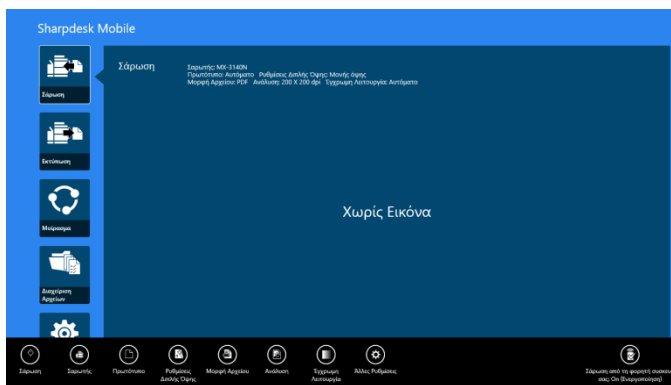 Sharpdesk Mobile
Σάρωση
Σάρωση
Σαρωτής: MX-3140N
Πρωτότυπο: Αυτόματο Ρυθμίσεις Διπλής Όψης: Μονής όψης
Μορφή Αρχείου: PDF Ανάλυση: 200 X 200 dpi Έγχρωμη Λειτουργία: Αυτόματο
Εκτύπωση
Χωρίς Εικόνα
Μοίρασμα
Διαχείριση
Αρχείων
Σάρωση
Σαρωτής
Πρωτότυπο
Ρυθμίσεις
Διπλής Όψης
Μορφή Αρχείου
Ανάλυση
Έγχρωμη
Λειτουργία
Άλλες Ρυθμίσεις
Σάρωση από τη φορητή συσκευ
σας: On (Ενεργοποίηση)